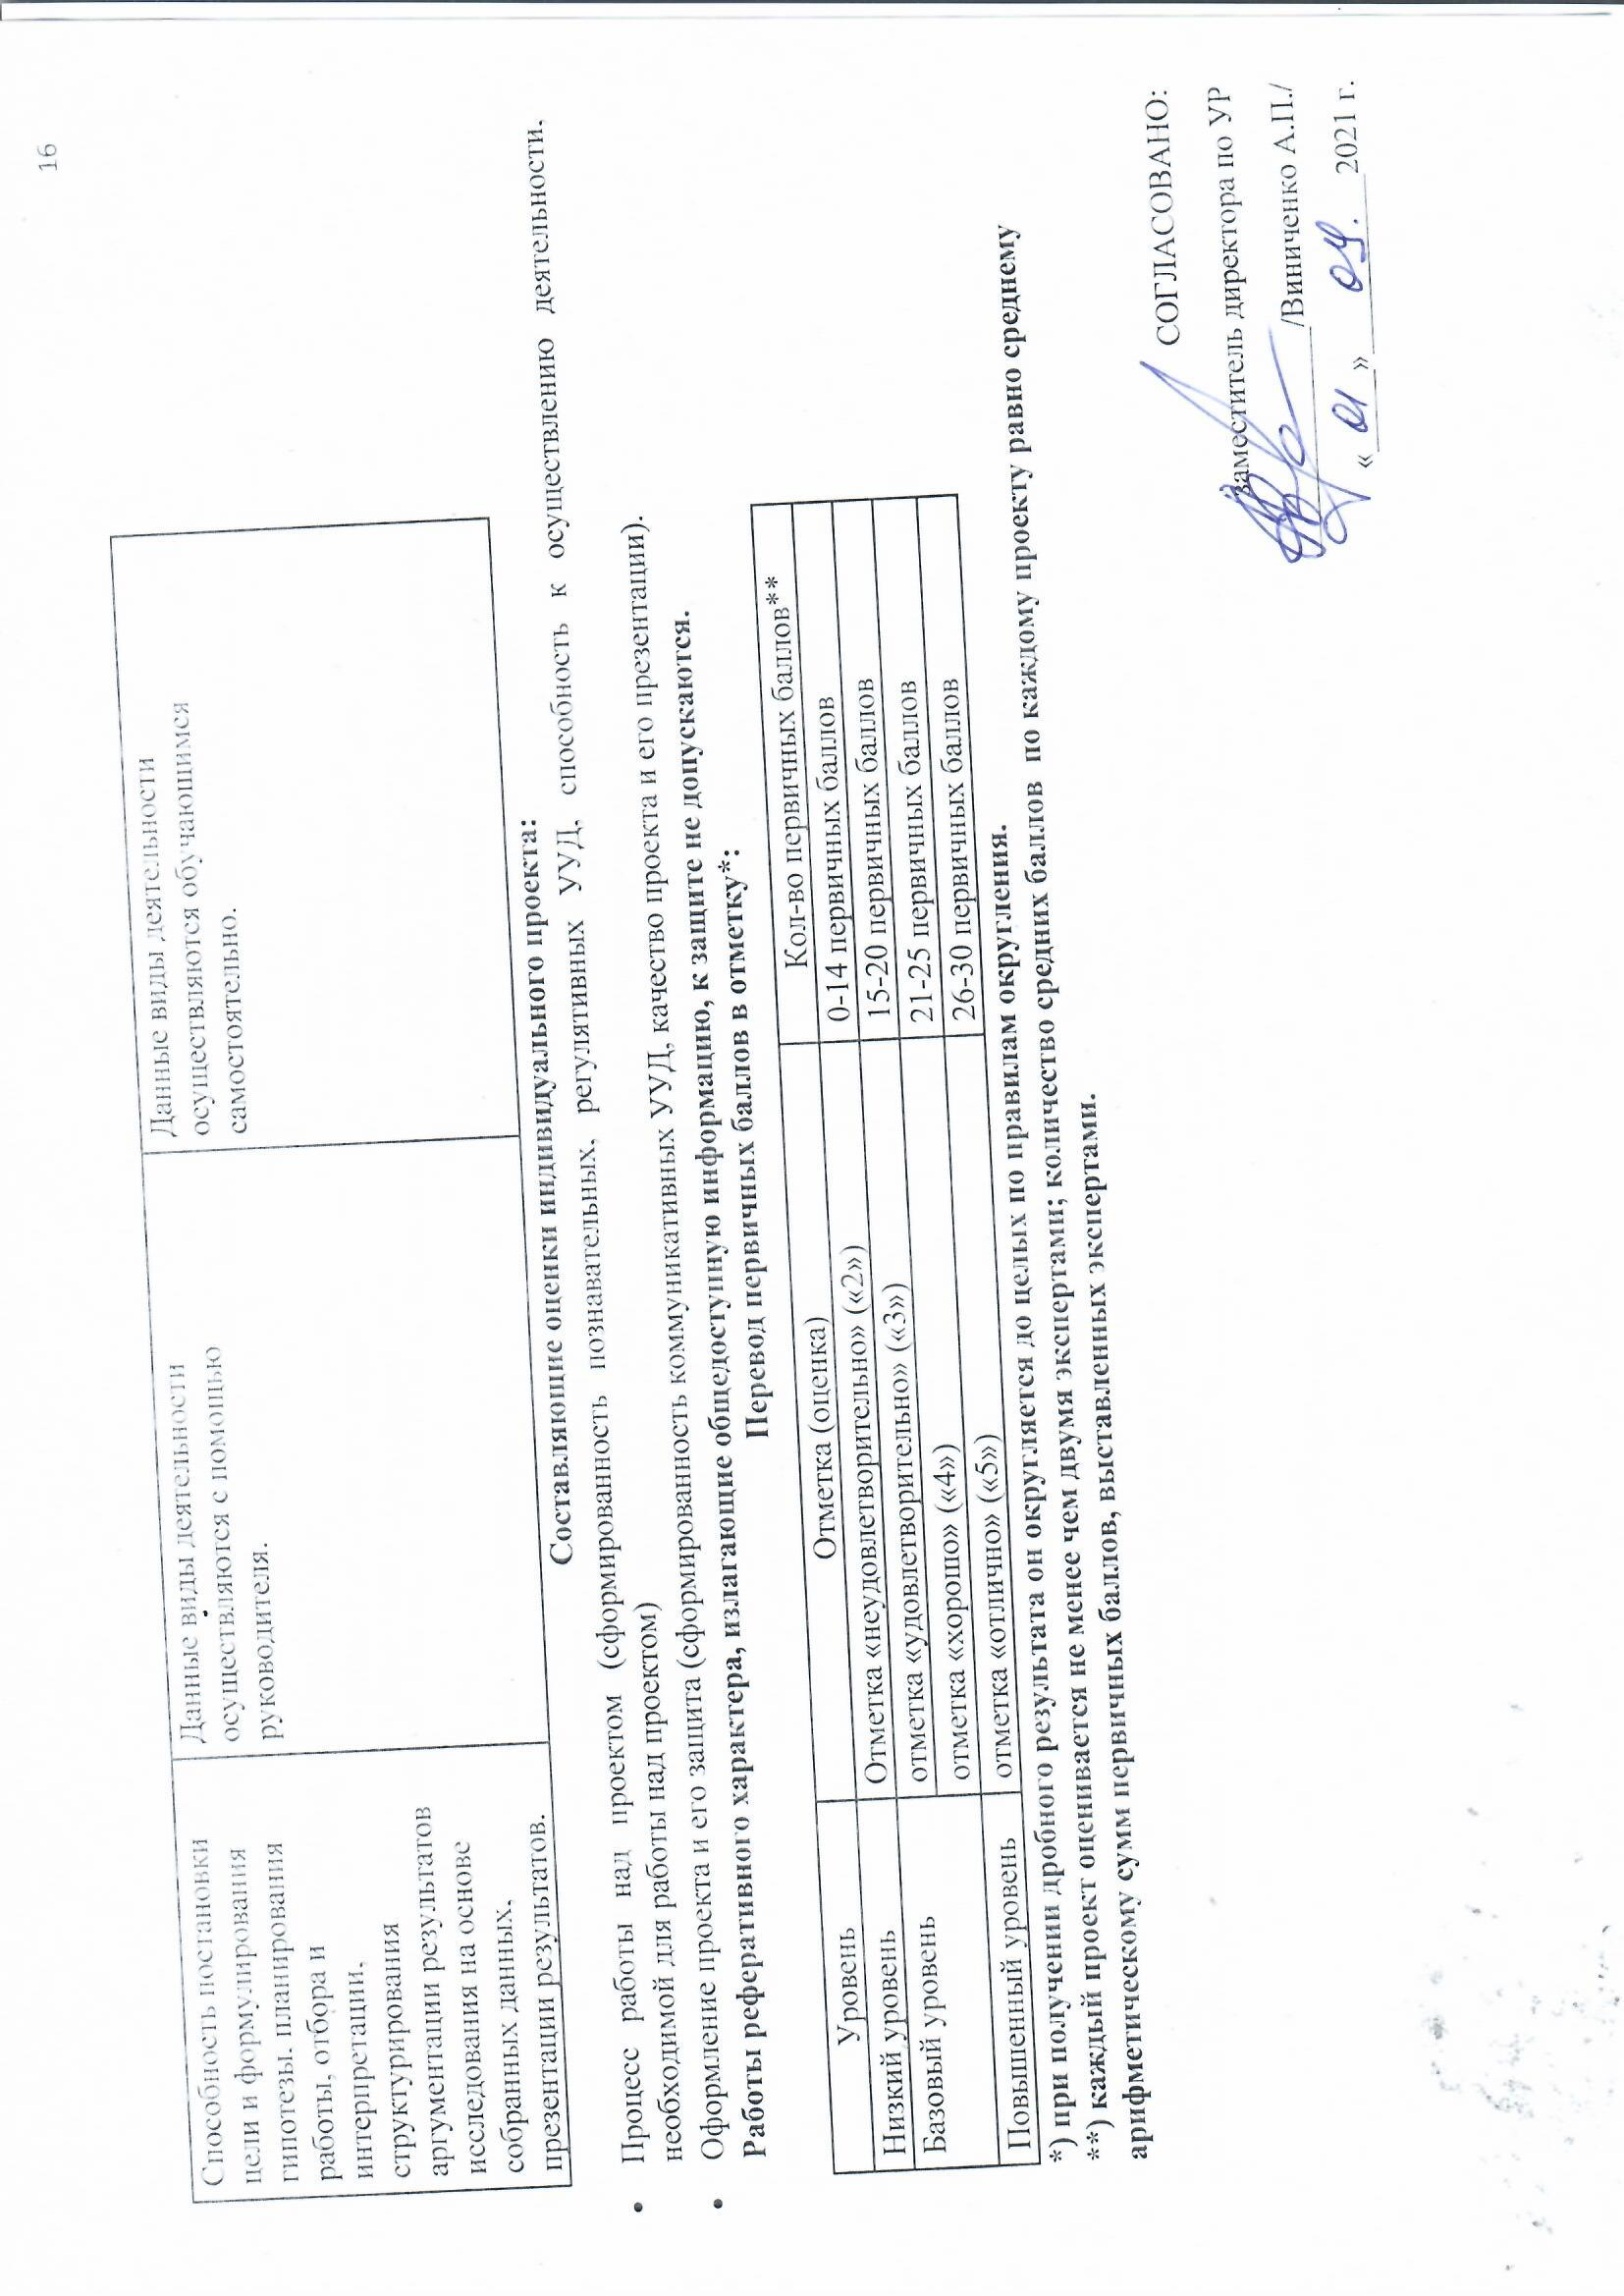 16
Способность постановки
цели и формулирования
гипотезы. планирования
работы, отбора и
интерпретации,
структурирования
аргументации результатов
исследования на основе
собранных данных,
презентации результатов.
Данные виды деятельности
осуществляются с помощью
руководителя.
Данные виды деятельности
осуществляются обучающимся
самостоятельно.
Составляющие оценки индивидуального проекта:
• Процесс работы над проектом (сформированность познавательных, регулятивных УУД, способность к осуществлению деятельности,
необходимой для работы над проектом)
• Оформление проекта и его защита (сформированность коммуникативных УУД, качество проекта и его презентации).
Работы реферативного характера, излагающие общедоступную информацию, к защите не допускаются.
Перевод первичных баллов в отметку*:
Уровень Отметка (оценка) Кол-во первичных баллов**
Низкий уровень Отметка «неудовлетворительно» («2») 0-14 первичных баллов
Базовый уровень отметка «удовлетворительно» («3») 15-20 первичных баллов
отметка «хорошо» («4») 21-25 первичных баллов
Повышенный уровень отметка «отлично» («5») 26-30 первичных баллов
*) при получении дробного результата он округляется до целых по правилам округления.
**) каждый проект оценивается не менее чем двумя экспертами; количество средних баллов по каждому проекту равно среднему
арифметическому сумм первичных баллов, выставленных экспертами.
СОГЛАСОВАНО:
заместитель директора по УР
/Виниченко А.П./
« 01 » 09. 2021 г.